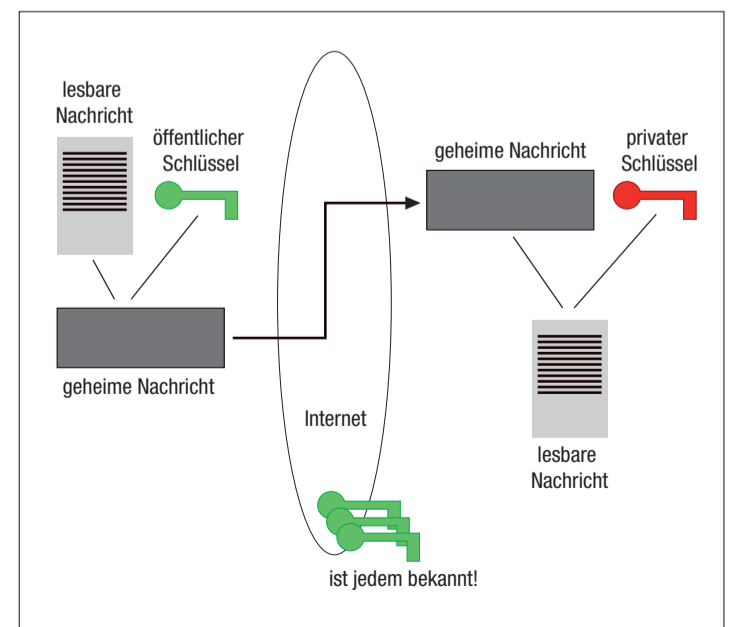 lesbare
Nachricht
öffentlicher
Schlüssel
geheime Nachricht
Internet
ist jedem bekannt!
geheime Nachricht
privater
Schlüssel
lesbare
Nachricht